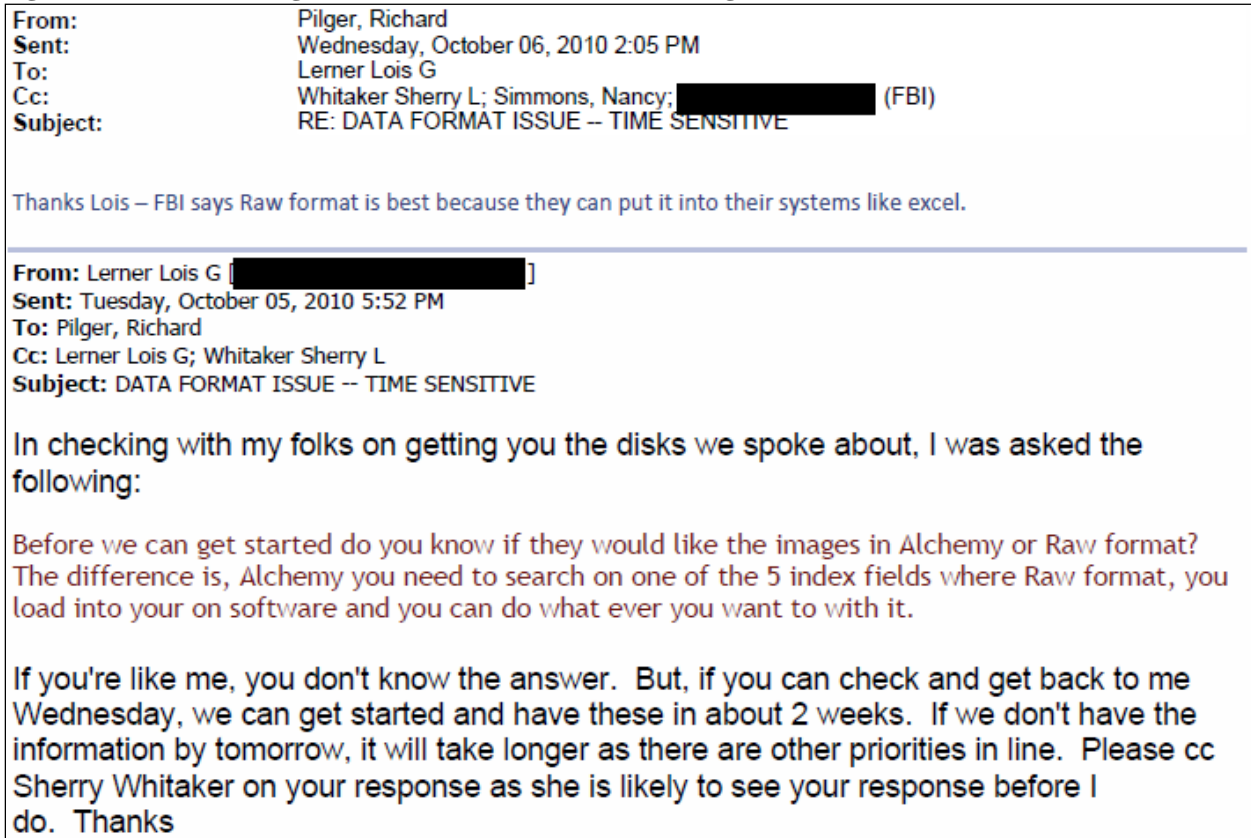 From: Pilger, Richard
Sent: Wednesday, October 06, 2010 2:05 PM
To: Lerner Lois G
Cc: Whitaker Sherry L; Simmons, Nancy; (FBI)
Subject: RE: DATA FORMAT ISSUE -- TIME SENSITIVE
Thanks Lois – FBI says Raw format is best because they can put it into their systems like excel.
From: Lerner Lois G [ ]
Sent: Tuesday, October 05, 2010 5:52 PM
To: Pilger, Richard
Cc: Lerner Lois G; Whitaker Sherry L
Subject: DATA FORMAT ISSUE -- TIME SENSITIVE
In checking with my folks on getting you the disks we spoke about, I was asked the
following:
Before we can get started do you know if they would like the images in Alchemy or Raw format?
The difference is, Alchemy you need to search on one of the 5 index fields where Raw format, you
load into your on software and you can do what ever you want to with it.
If you're like me, you don't know the answer.  But, if you can check and get back to me
Wednesday, we can get started and have these in about 2 weeks.  If we don't have the
information by tomorrow, it will take longer as there are other priorities in line.  Please cc
Sherry Whitaker on your response as she is likely to see your response before I
do.  Thanks